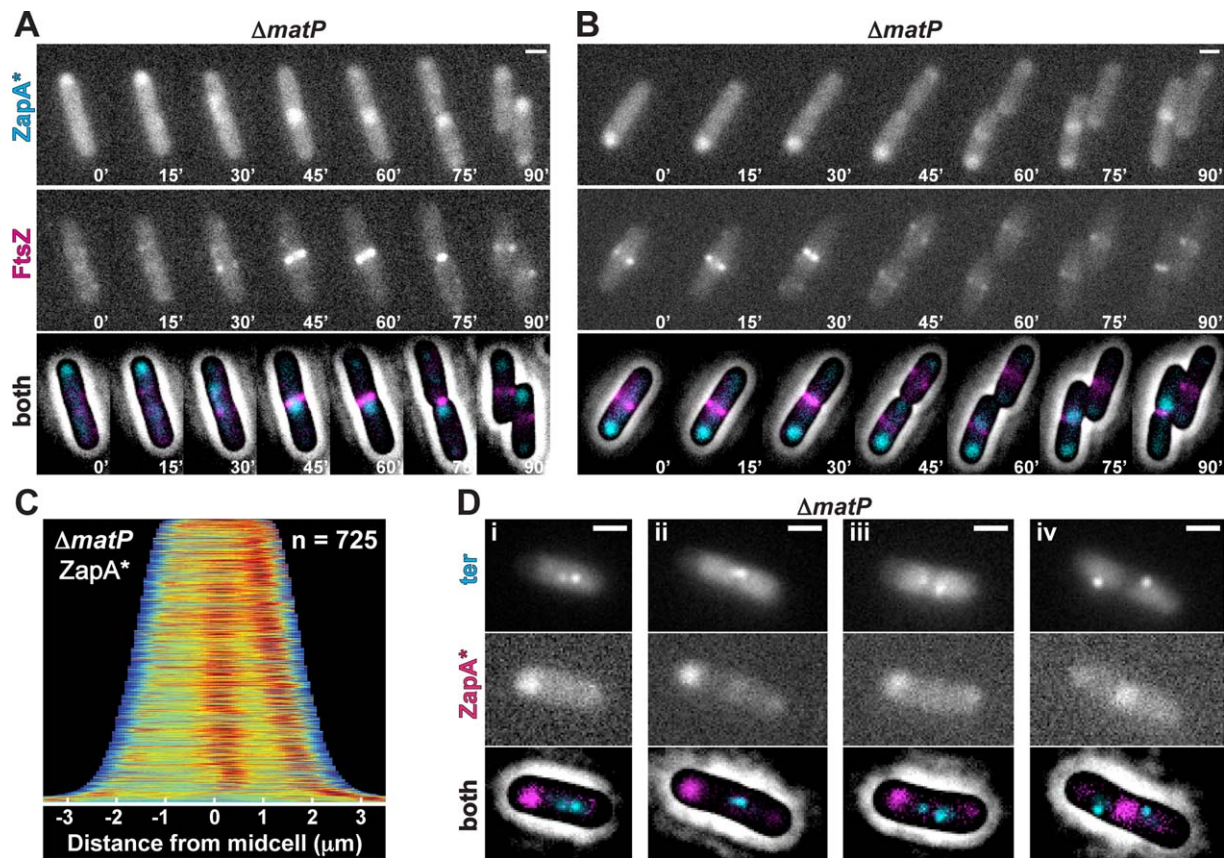 A
ΔmatP
ZapA*
0' 15' 30' 45' 60' 75' 90'
FtsZ
0' 15' 30' 45' 60' 75' 90'
both
0' 15' 30' 45' 60' 75' 90'
B
ΔmatP
0' 15' 30' 45' 60' 75' 90'
0' 15' 30' 45' 60' 75' 90'
0' 15' 30' 45' 60' 75' 90'
C
ΔmatP
ZapA*
n = 725
-3 -2 -1 0 1 2 3
Distance from midcell (μm)
D
ΔmatP
i ii iii iv
ter
ZapA*
both